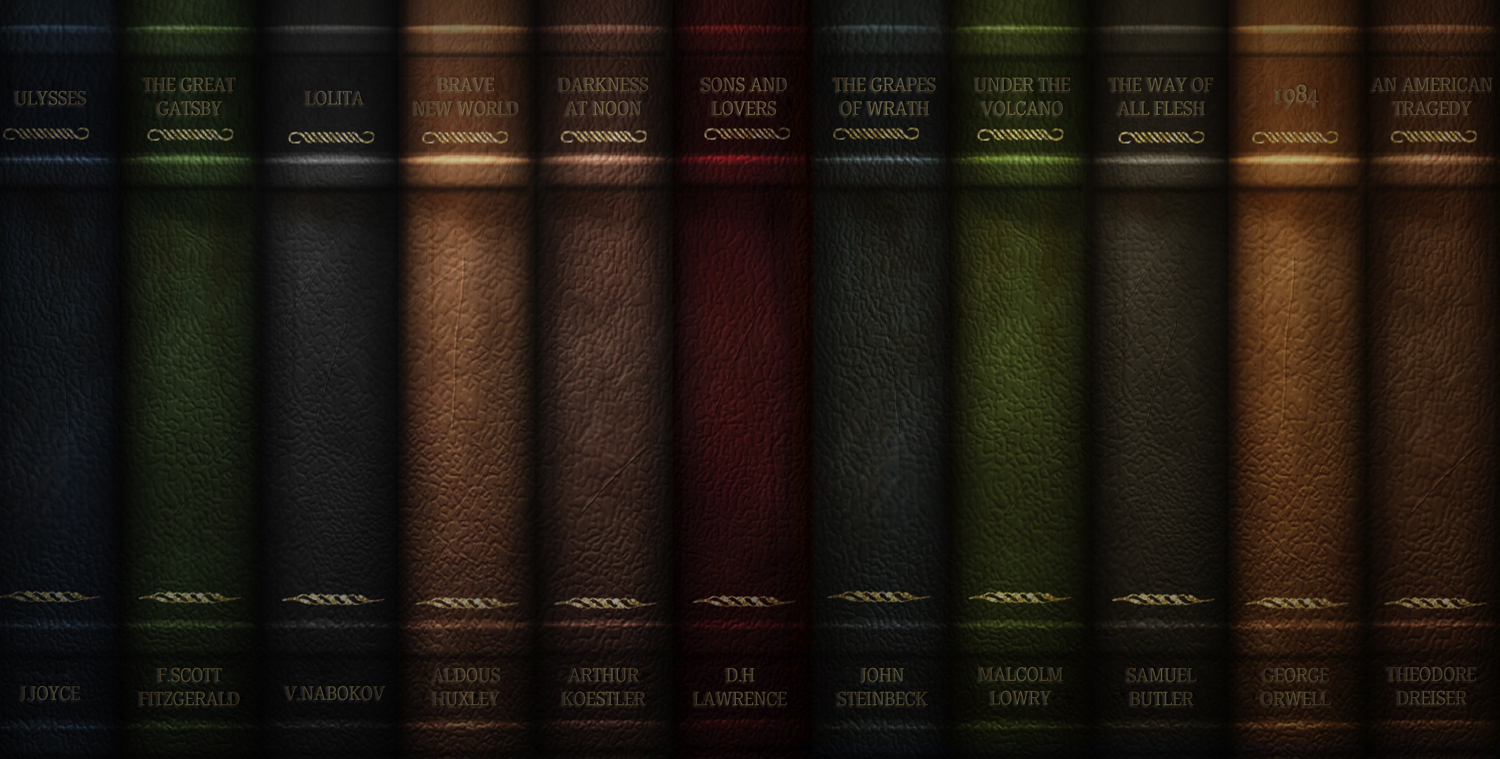 ULYSSES
J.JOYCE
THE GREAT
GATSBY
F.SCOTT
FITZGERALD
LOLITA
V.NABOKOV
BRAVE
NEW WORLD
ALDOUS
HUXLEY
DARKNESS
AT NOON
ARTHUR
KOESTLER
SONS AND
LOVERS
D.H
LAWRENCE
THE GRAPES
OF WRATH
JOHN
STEINBECK
UNDER THE
VOLCANO
MALCOLM
LOWRY
THE WAY OF
ALL FLESH
SAMUEL
BUTLER
1984
GEORGE
ORWELL
AN AMERICAN
TRAGEDY
THEODORE
DREISER